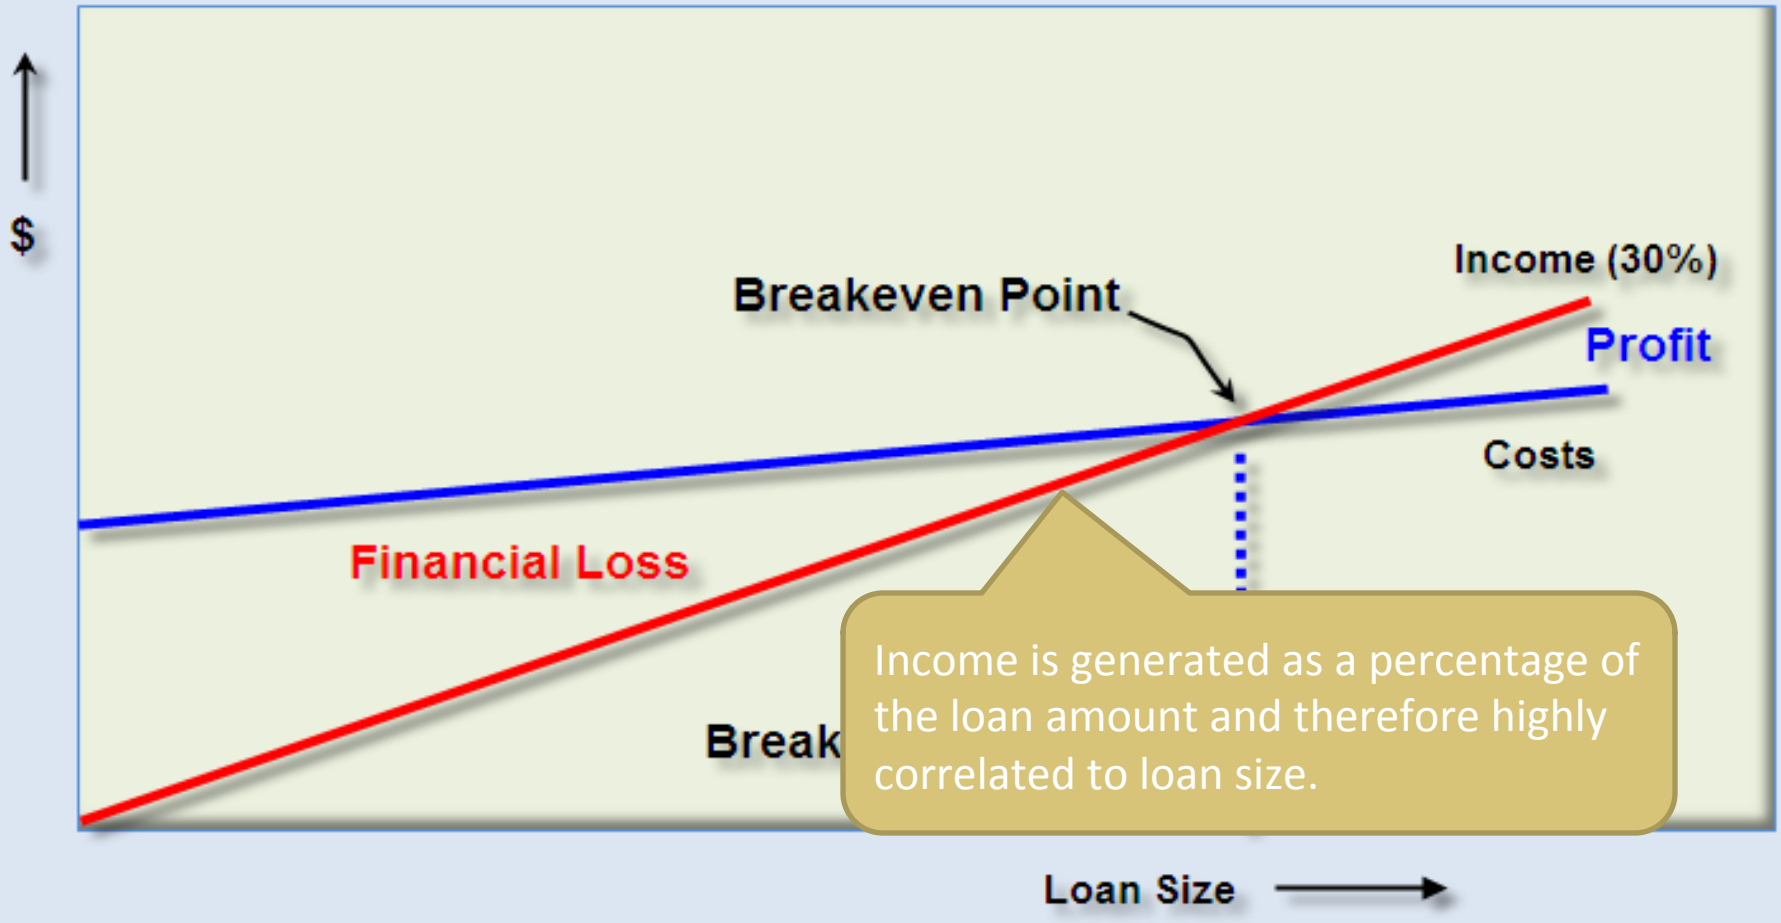 $
Income (30%)
Breakeven Point
Profit
Costs
Financial Loss
Income is generated as a percentage of
the loan amount and therefore highly
correlated to loan size.
Break
Loan Size